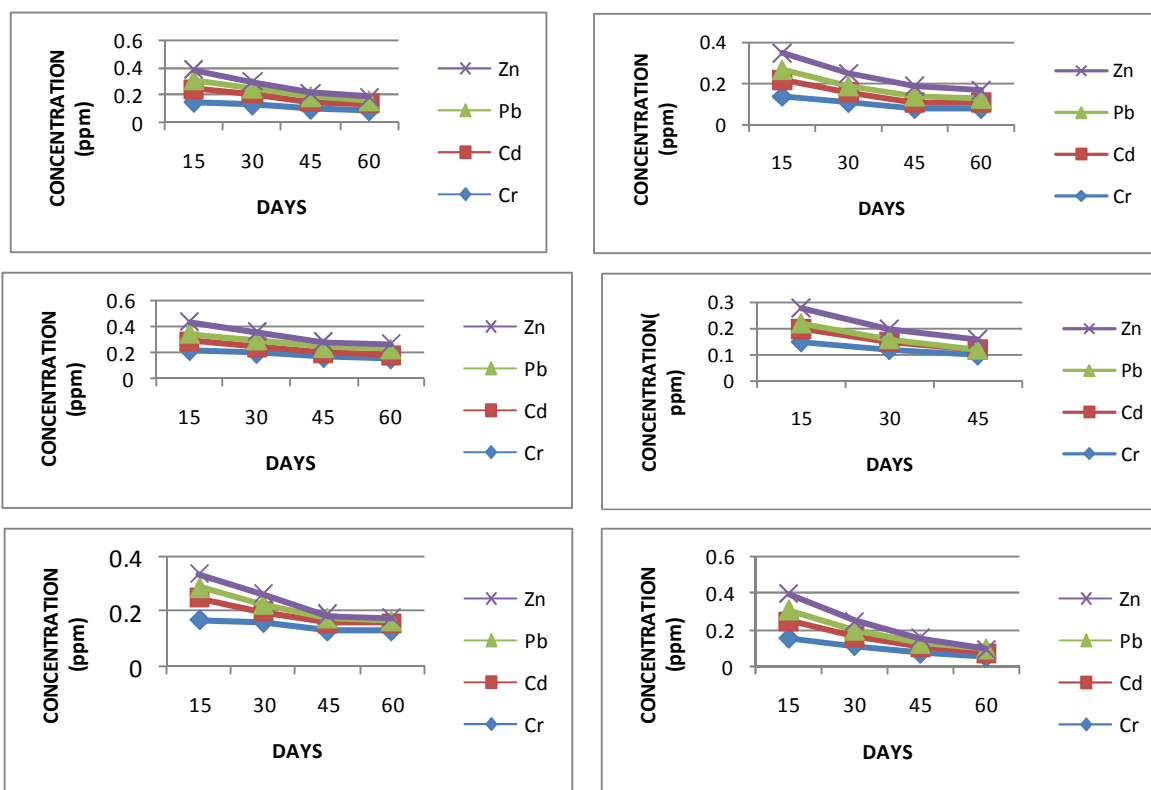 CONCENTRATION
(ppm)
0.6
0.4
0.2
0
15 30 45 60
DAYS
Zn
Pb
Cd
Cr
CONCENTRATION
(ppm)
0.4
0.2
0
15 30 45 60
DAYS
Zn
Pb
Cd
Cr
CONCENTRATION
(ppm)
0.6
0.4
0.2
0
15 30 45 60
DAYS
Zn
Pb
Cd
Cr
CONCENTRATION(
ppm)
0.3
0.2
0.1
0
15 30 45
DAYS
Zn
Pb
Cd
Cr
CONCENTRATION
(ppm)
0.4
0.2
0
15 30 45 60
DAYS
Zn
Pb
Cd
Cr
CONCENTRATION
(ppm)
0.6
0.4
0.2
0
15 30 45 60
DAYS
Zn
Pb
Cd
Cr